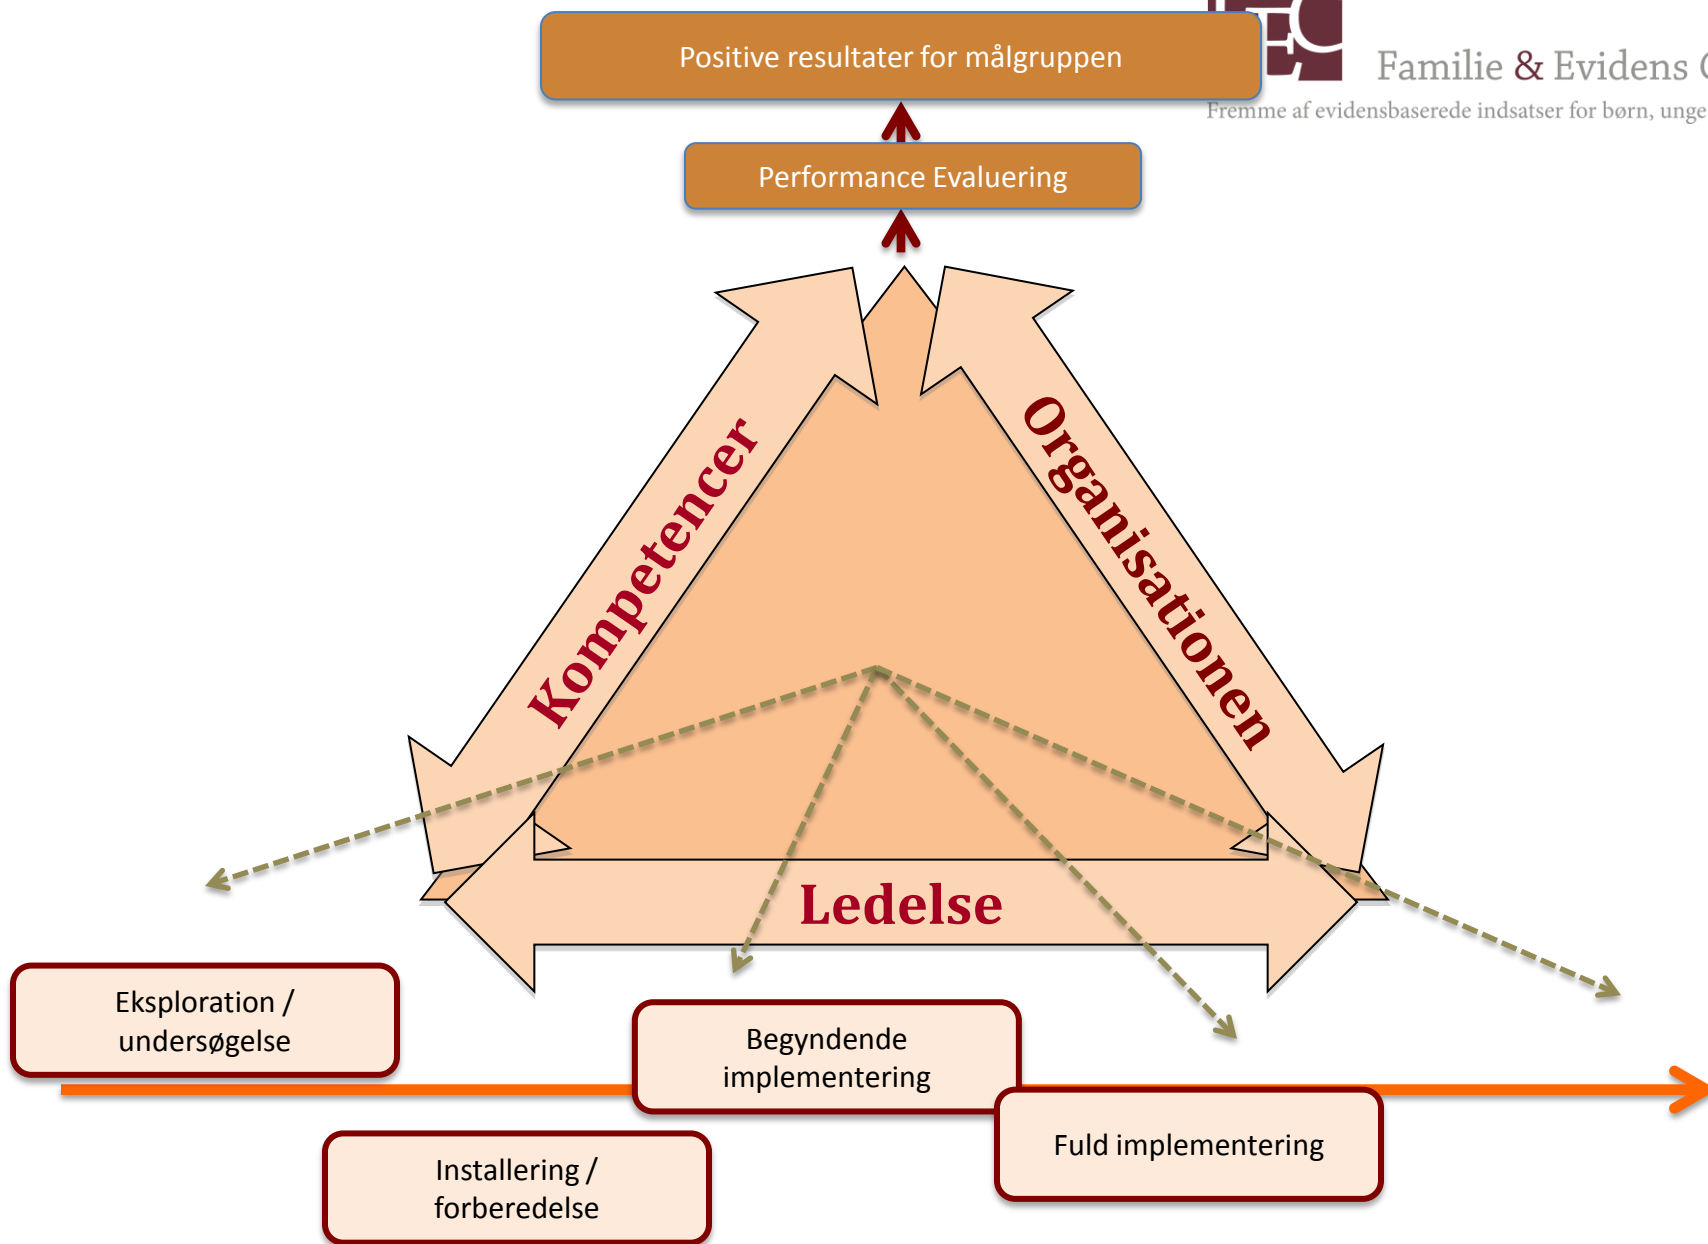 Positive resultater for målgruppen
Familie & Evidens
Fremme af evidensbaserede indsatser for børn, unge
Performance Evaluering
Kompetencer
Organisationen
Ledelse
Eksploration /
undersøgelse
Begyndende
implementering
Fuld implementering
Installering /
forberedelse